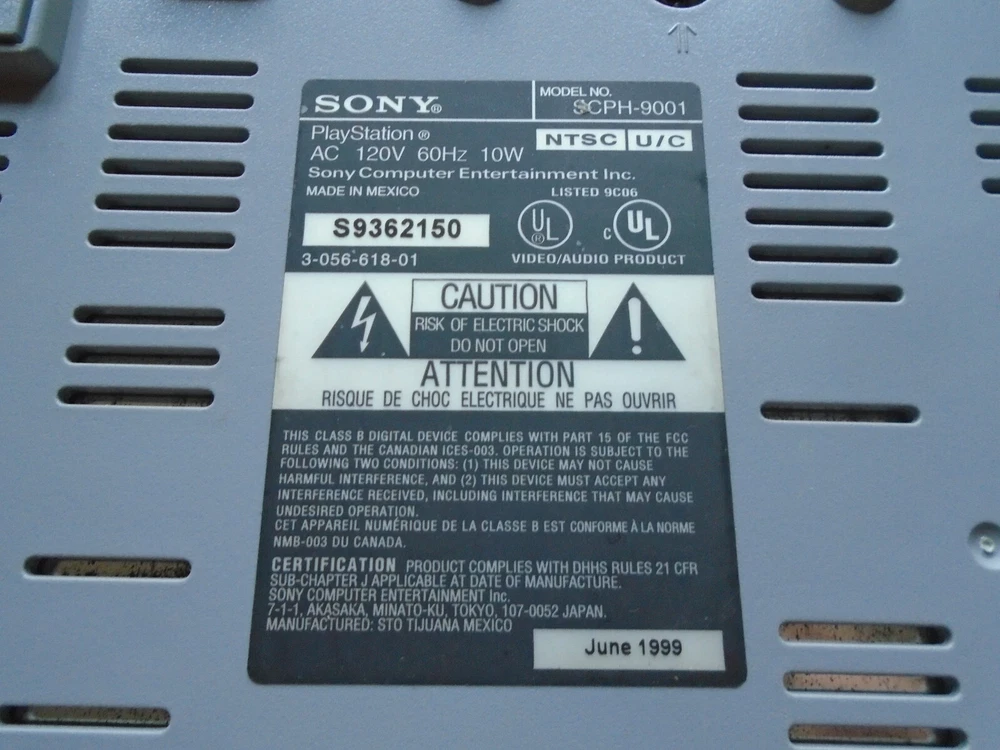 SONY®
MODEL NO.
SCPH-9001
PlayStation ®
NTSC U/C
AC 120V 60Hz 10W
Sony Computer Entertainment Inc.
MADE IN MEXICO
LISTED 9C06
S9362150
UL ®
C UL
3-056-618-01
VIDEO/AUDIO PRODUCT
CAUTION
RISK OF ELECTRIC SHOCK
DO NOT OPEN
ATTENTION
RISQUE DE CHOC ELECTRIQUE NE PAS OUVRIR
THIS CLASS B DIGITAL DEVICE COMPLIES WITH PART 15 OF THE FCC
RULES AND THE CANADIAN ICES-003. OPERATION IS SUBJECT TO THE
FOLLOWING TWO CONDITIONS: (1) THIS DEVICE MAY NOT CAUSE
HARMFUL INTERFERENCE, AND (2) THIS DEVICE MUST ACCEPT ANY
INTERFERENCE RECEIVED, INCLUDING INTERFERENCE THAT MAY CAUSE
UNDESIRED OPERATION.
CET APPAREIL NUMÉRIQUE DE LA CLASSE B EST CONFORME À LA NORME
NMB-003 DU CANADA.
CERTIFICATION PRODUCT COMPLIES WITH DHHS RULES 21 CFR
SUB-CHAPTER J APPLICABLE AT DATE OF MANUFACTURE.
SONY COMPUTER ENTERTAINMENT Inc.
7-1-1, AKASAKA, MINATO-KU, TOKYO, 107-0052 JAPAN.
MANUFACTURED: STO TIJUANA MEXICO
June 1999